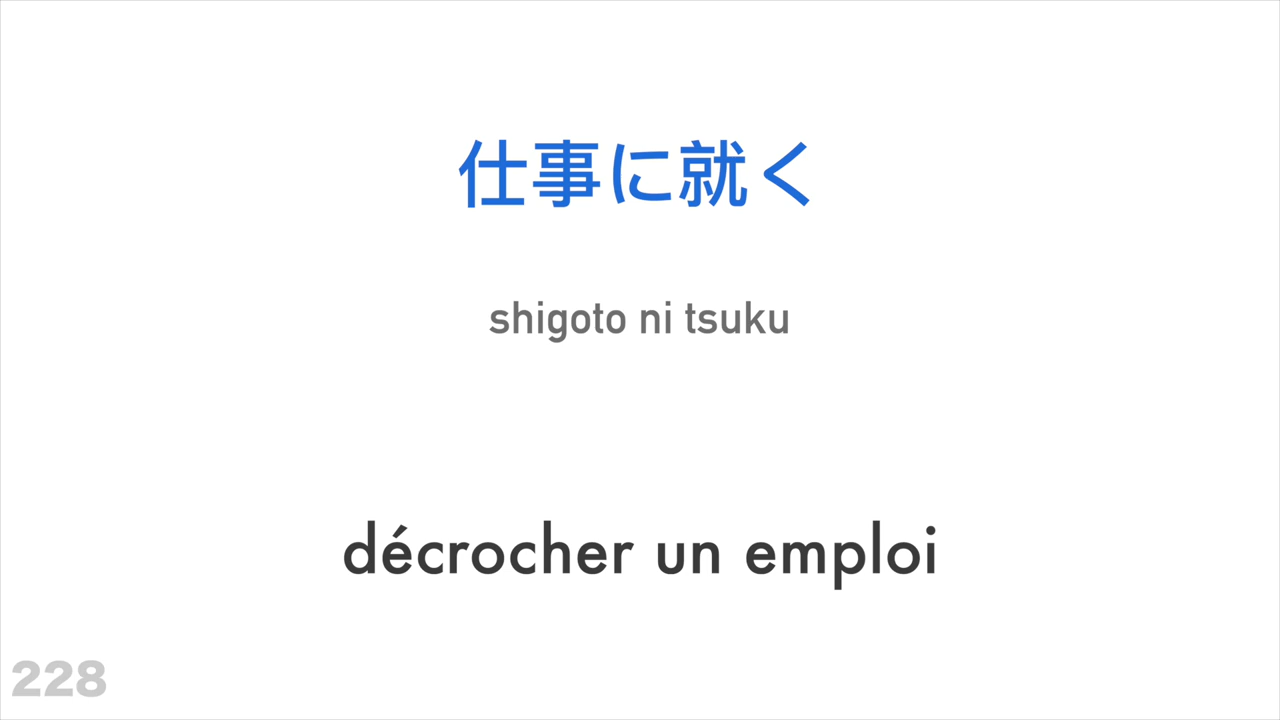 仕事に就く
shigoto ni tsuku
décrocher un emploi
228